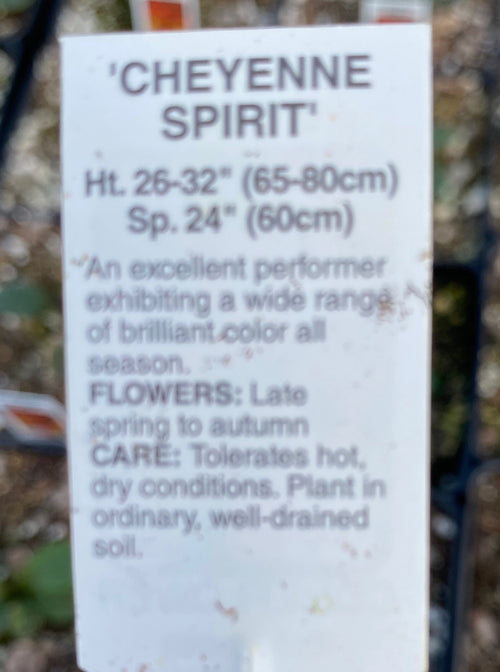 'CHEYENNE
SPIRIT'
Ht. 26-32" (65-80cm)
Sp. 24" (60cm)
An excellent performer
exhibiting a wide range
of brilliant color all
season.
FLOWERS: Late
spring to autumn
CARE: Tolerates hot,
dry conditions. Plant in
ordinary, well-drained
soil.